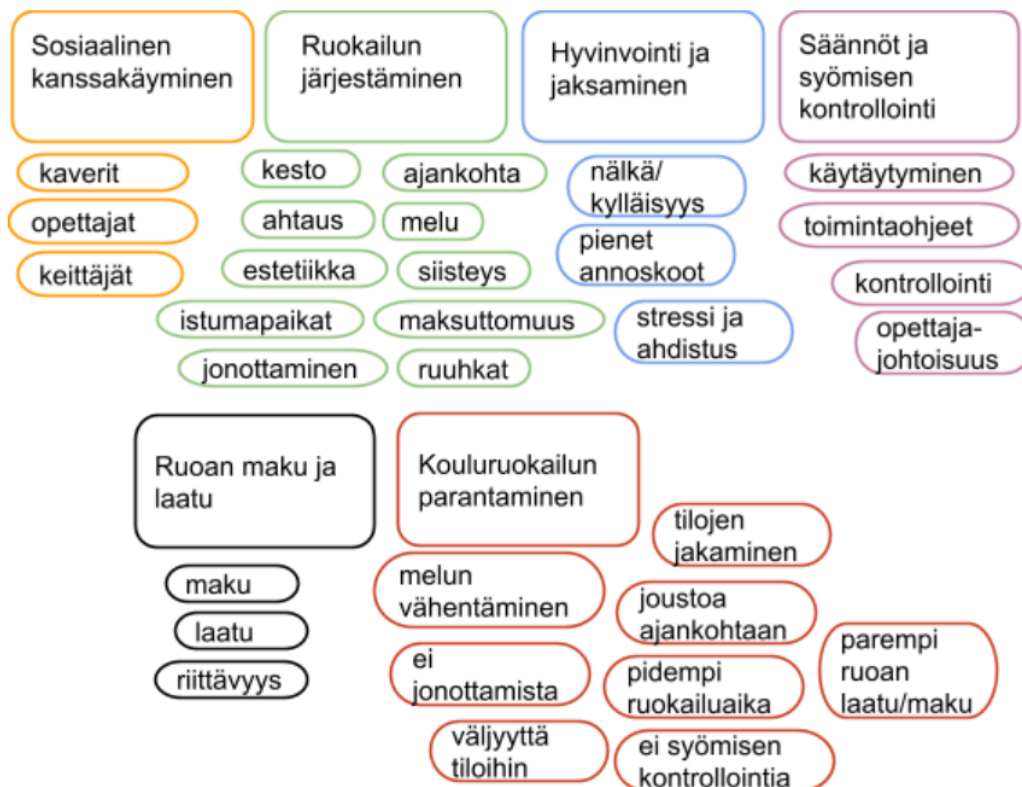 Sosiaalinen
kanssakäyminen
Ruokailun
järjestäminen
Hyvinvointi ja
jaksaminen
Säännöt ja
syömisen
kontrollointi
kaverit
opettajat
keittäjät
kesto
ajankohta
ahtaus
melu
estetiikka
siisteys
istumapaikat
maksuttomuus
jonottaminen
ruuhkat
nälkä/
kylläisyys
pienet
annoskoot
stressi ja
ahdistus
käytäytyminen
toimintaohjeet
kontrollointi
opettaja-
johtoisuus
Ruoan maku ja
laatu
maku
laatu
riittävyys
Kouluruokailun
parantaminen
tilojen
jakaminen
melun
vähentäminen
joustoa
ajankohtaan
parempi
ruoan
laatu/maku
ei
jonottamista
pidempi
ruokailuaika
väljyyttä
tiloihin
ei syömisen
kontrollointia